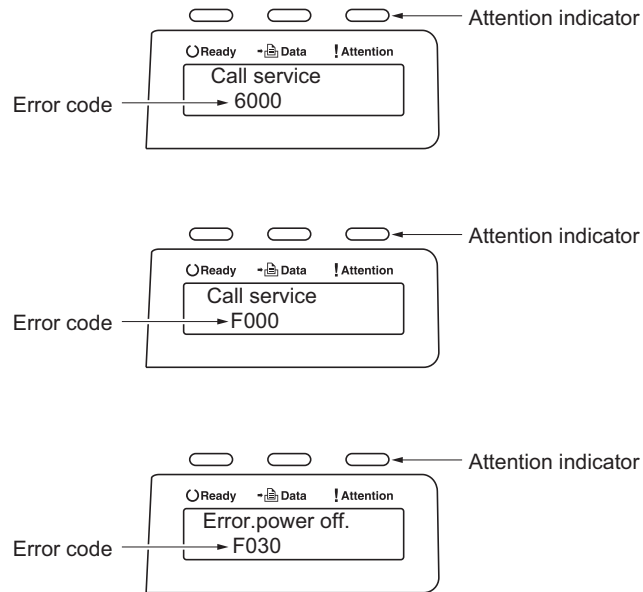 Attention indicator
Ready Data !Attention
Call service
Error code 6000
Attention indicator
Ready Data !Attention
Call service
Error code F000
Attention indicator
Ready Data !Attention
Error.power off.
Error code F030